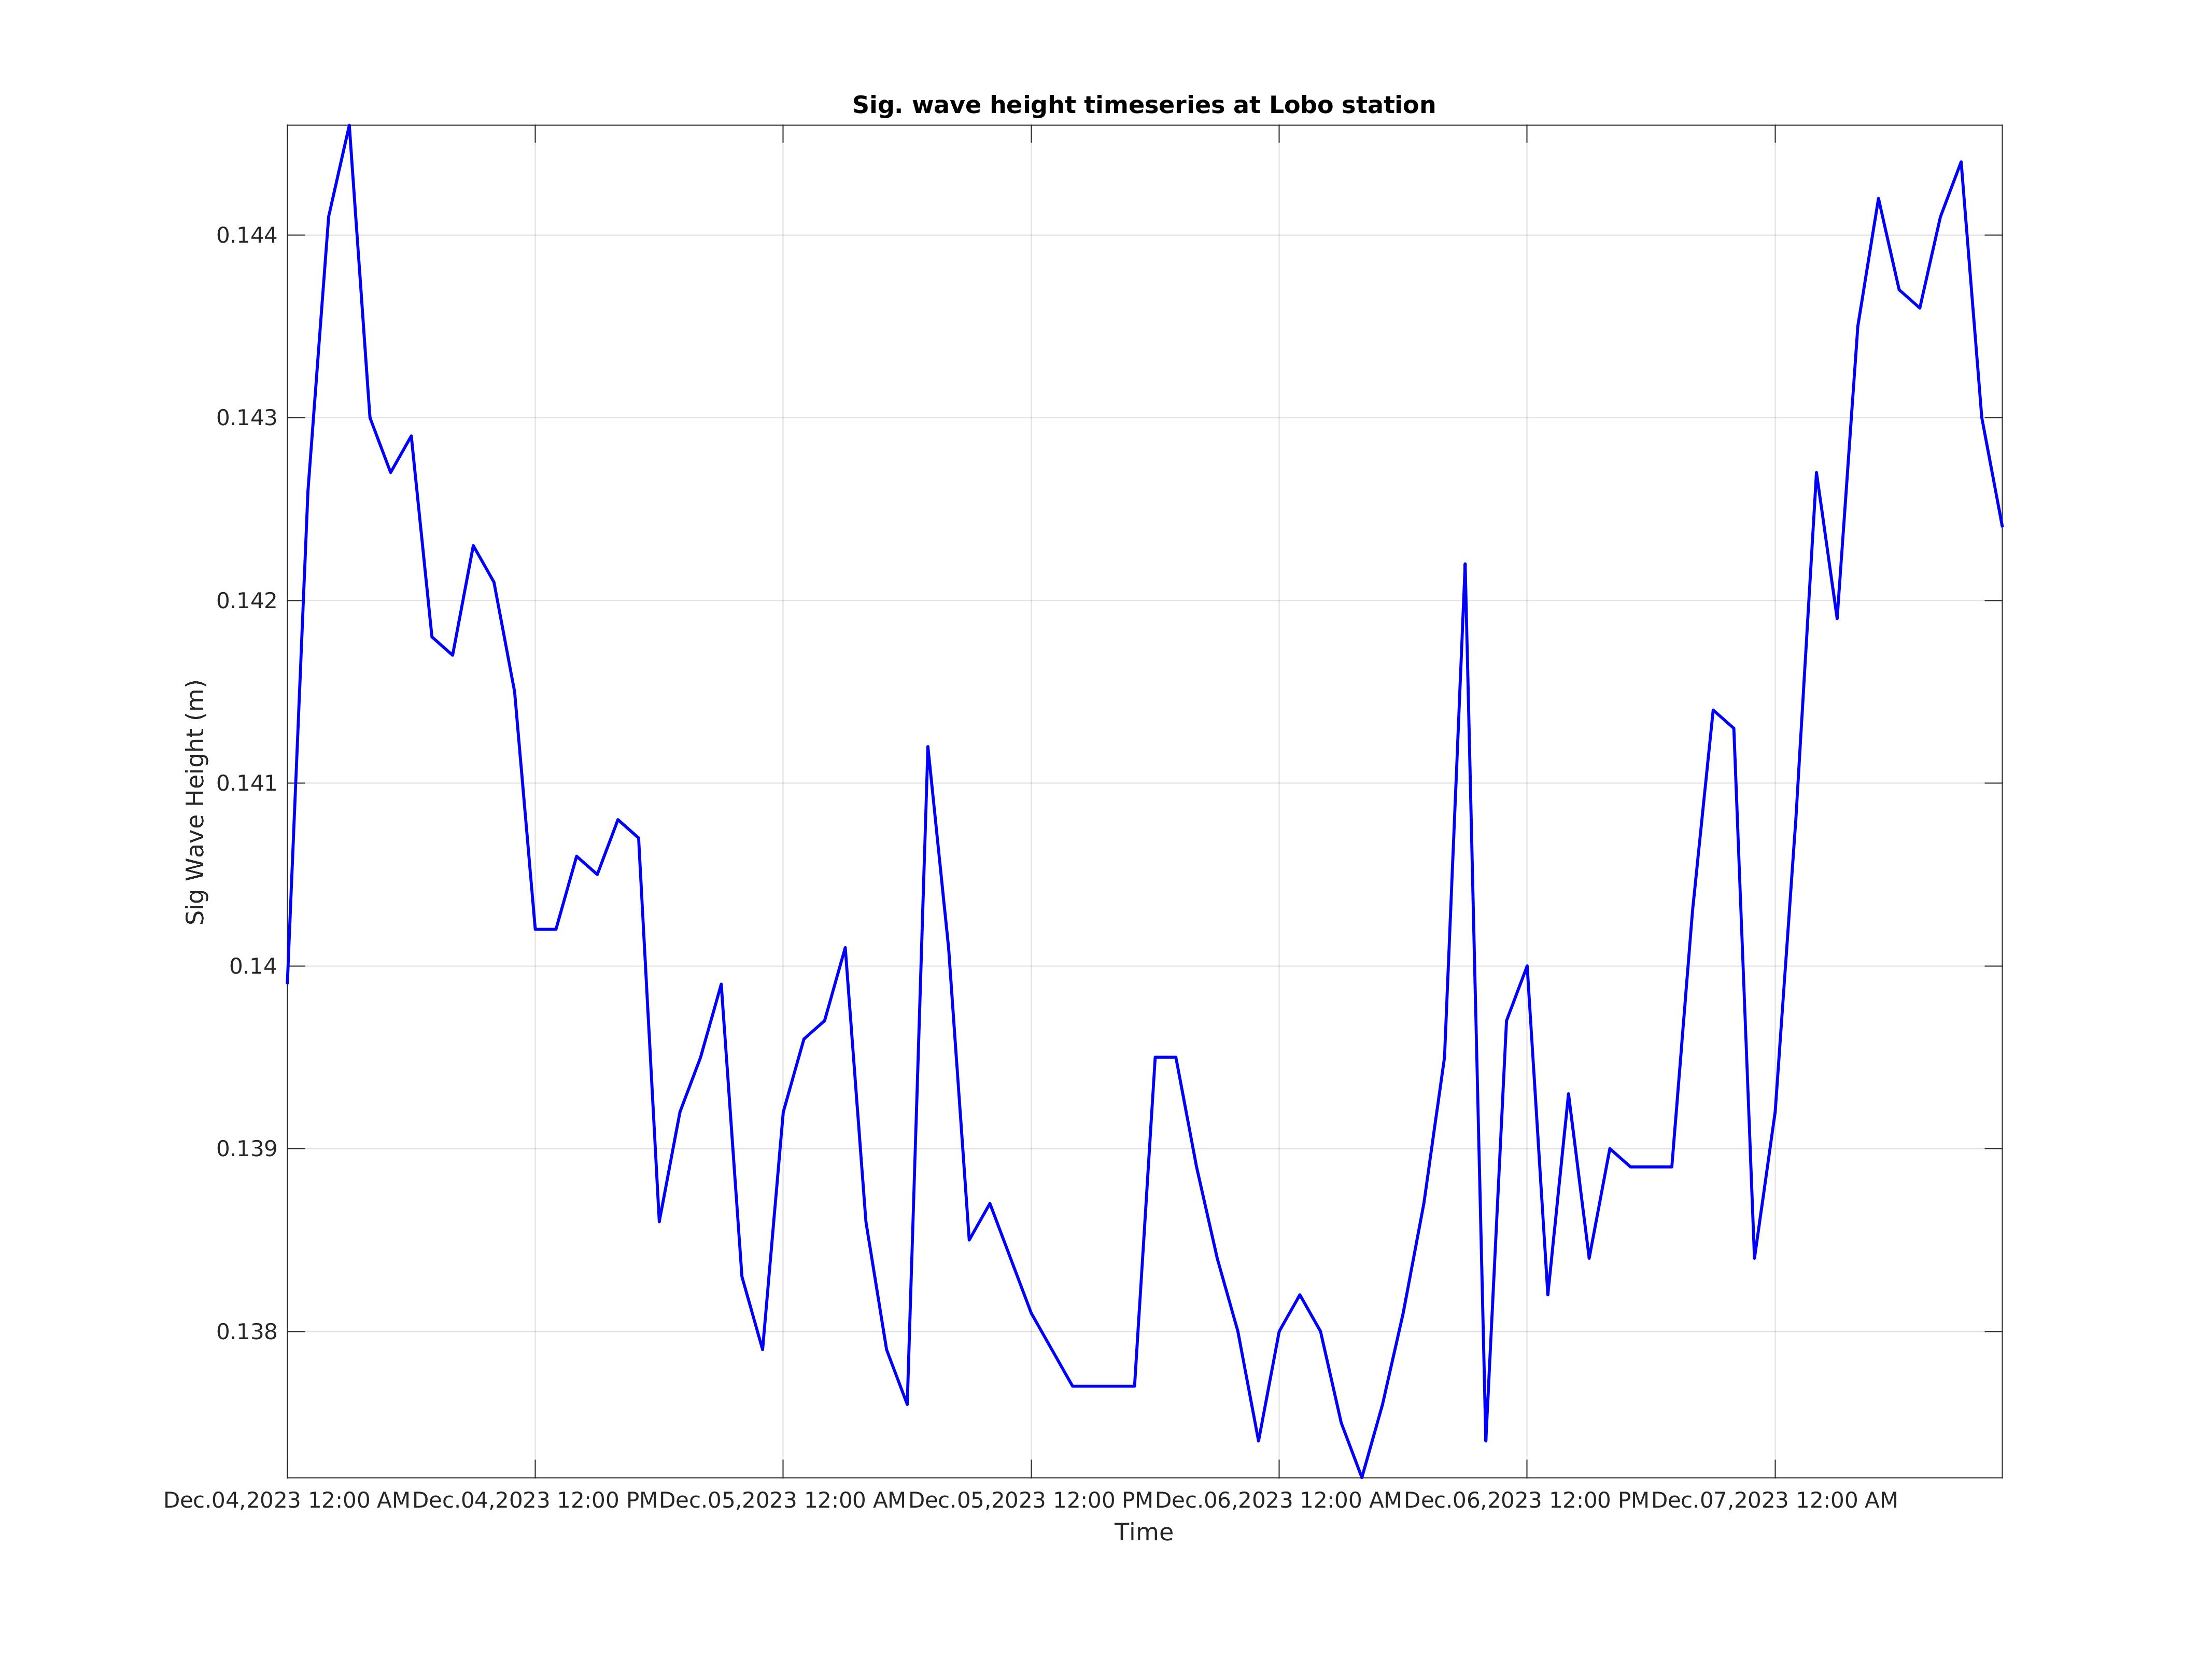 Sig. wave height timeseries at Lobo station
Sig Wave Height (m)
0.144
0.143
0.142
0.141
0.14
0.139
0.138
Dec.04,2023 12:00 AM Dec.04,2023 12:00 PM Dec.05,2023 12:00 AM Dec.05,2023 12:00 PM Dec.06,2023 12:00 AM Dec.06,2023 12:00 PM Dec.07,2023 12:00 AM
Time